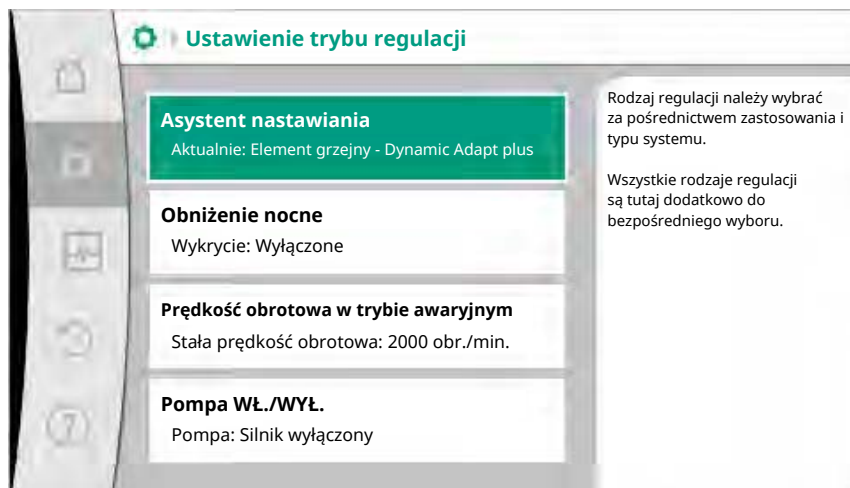 Ustawienie trybu regulacji
Asystent nastawiania
Aktualnie: Element grzejny - Dynamic Adapt plus
Obniżenie nocne
Wykrycie: Wyłączone
Prędkość obrotowa w trybie awaryjnym
Stała prędkość obrotowa: 2000 obr./min.
Pompa WŁ./WYŁ.
Pompa: Silnik wyłączony
Rodzaj regulacji należy wybrać
za pośrednictwem zastosowania i
typu systemu.
Wszystkie rodzaje regulacji
są tutaj dodatkowo do
bezpośredniego wyboru.